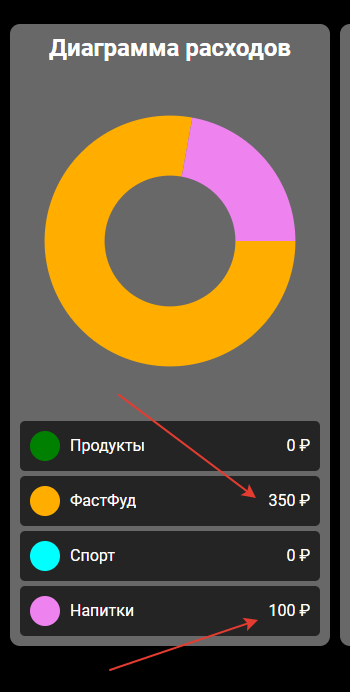 Диаграмма расходов
Продукты 0 ₽
ФастФуд 350 ₽
Спорт 0 ₽
Напитки 100 ₽